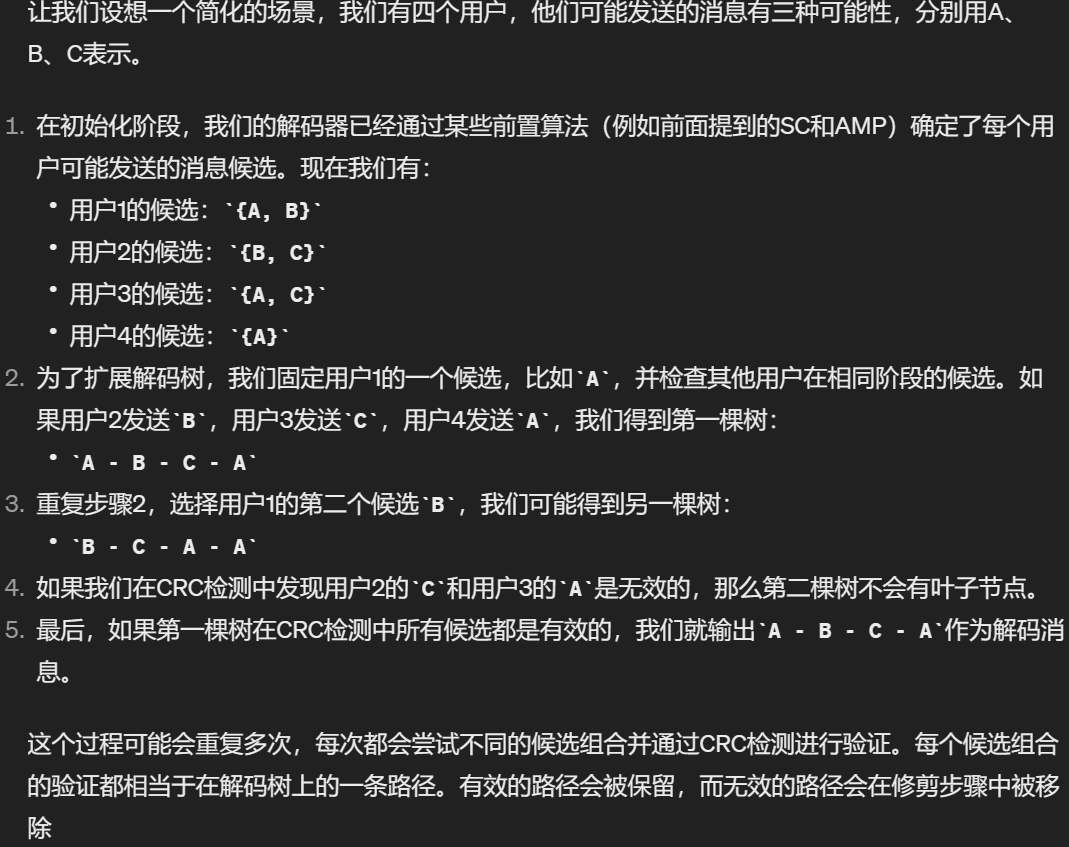 让我们设想一个简化的场景，我们有四个用户，他们可能发送的消息有三种可能性，分别用A、
B、C表示。
1. 在初始化阶段，我们的解码器已经通过某些前置算法（例如前面提到的SC和AMP）确定了每个用
户可能发送的消息候选。现在我们有：
• 用户1的候选：`{A, B}`
• 用户2的候选：`{B, C}`
• 用户3的候选：`{A, C}`
• 用户4的候选：`{A}`
2. 为了扩展解码树，我们固定用户1的一个候选，比如`A`，并检查其他用户在相同阶段的候选。如
果用户2发送`B`，用户3发送`C`，用户4发送`A`，我们得到第一棵树：
• `A - B - C - A`
3. 重复步骤2，选择用户1的第二个候选`B`，我们可能得到另一棵树：
• `B - C - A - A`
4. 如果我们在CRC检测中发现用户2的`C`和用户3的`A`是无效的，那么第二棵树不会有叶子节点。
5. 最后，如果第一棵树在CRC检测中所有候选都是有效的，我们就输出`A - B - C - A`作为解码消
息。
这个过程可能会重复多次，每次都会尝试不同的候选组合并通过CRC检测进行验证。每个候选组合
的验证都相当于在解码树上的一条路径。有效的路径会被保留，而无效的路径会在修剪步骤中被移
除